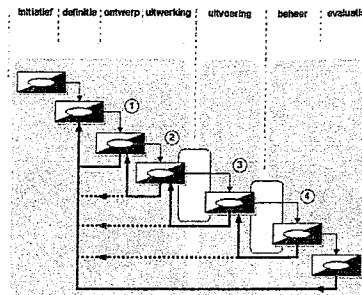 initiatief definitie ontwerp uitwerking uitvoering beheer evaluatie
1
2
3
4